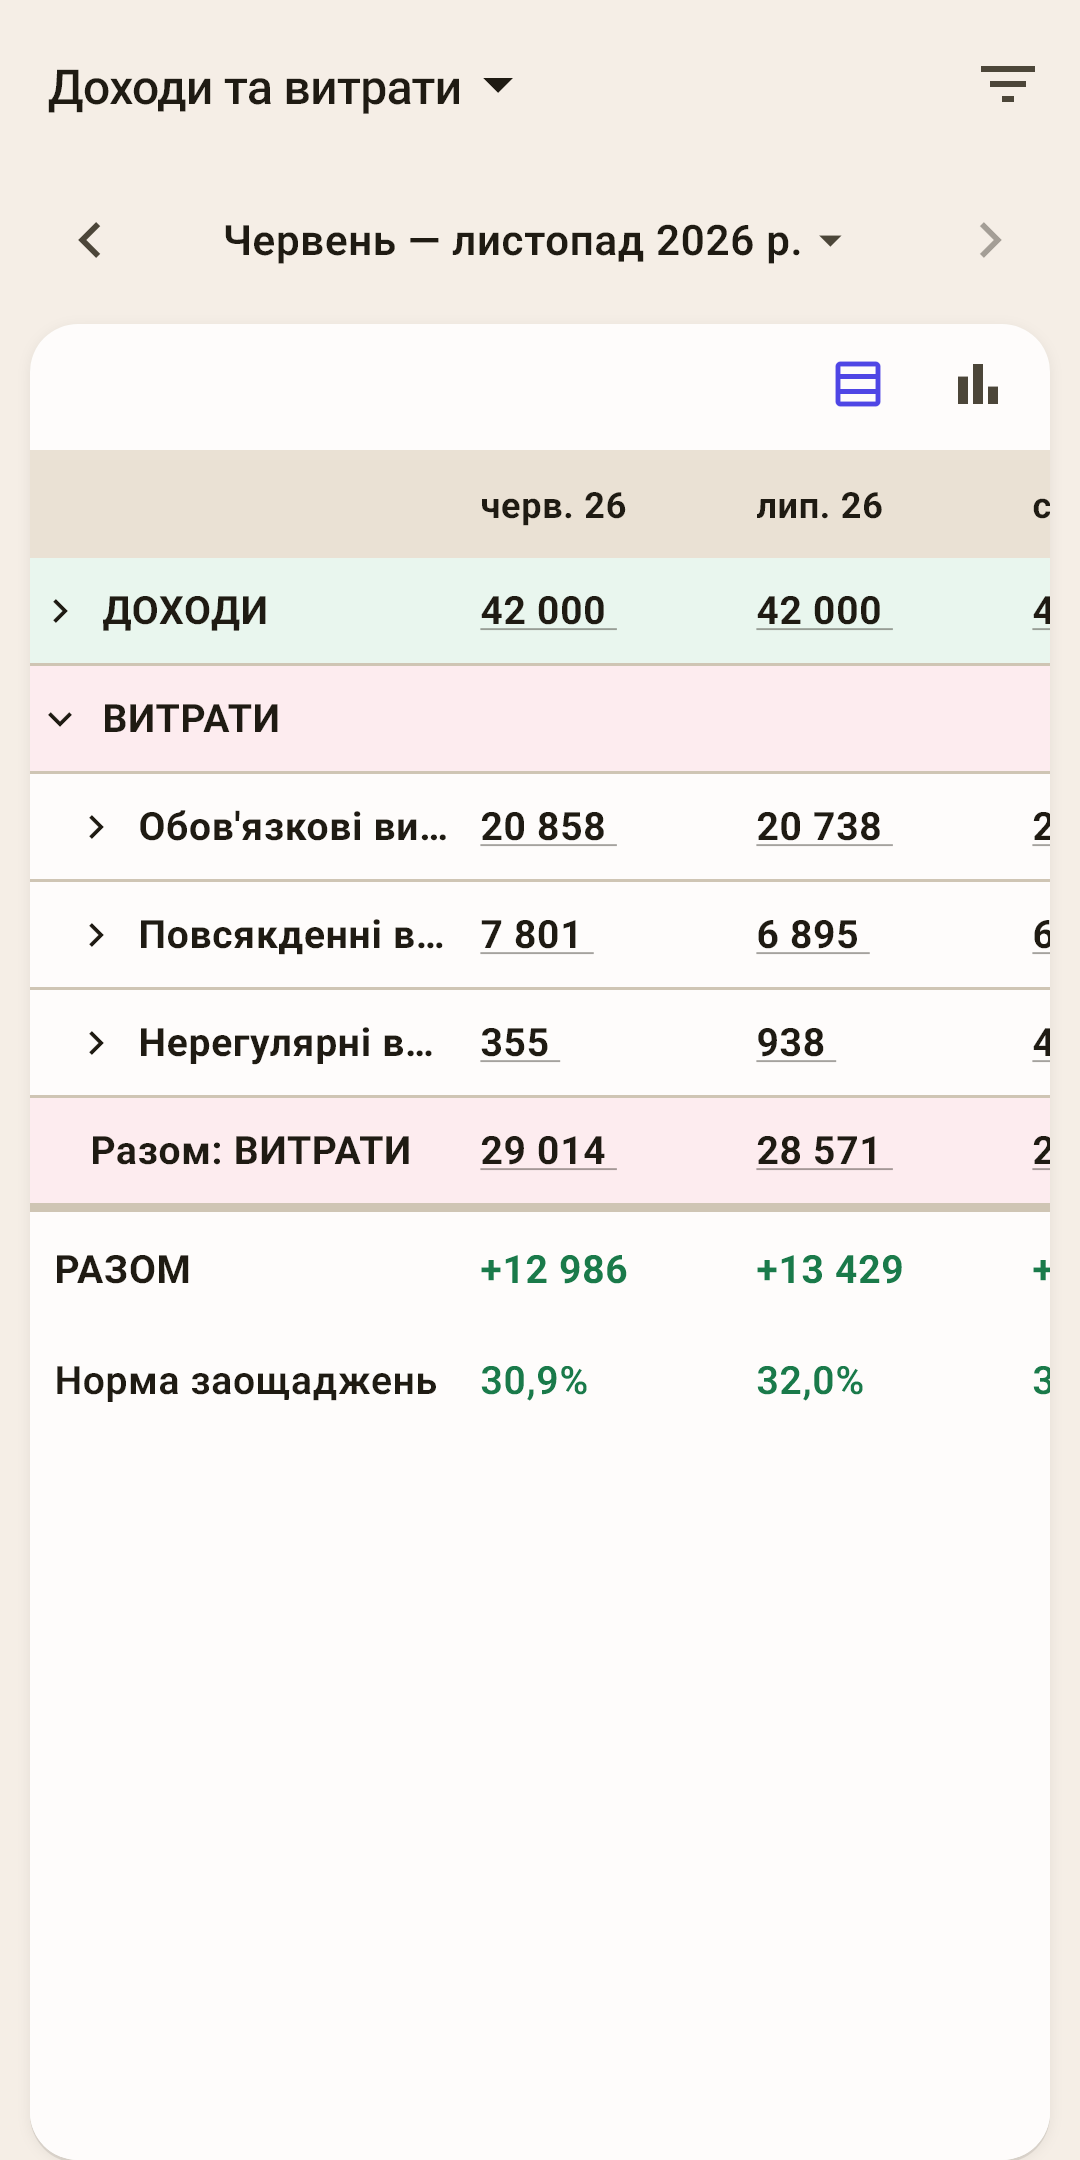 Доходи та витрати
Червень — листопад 2026 р.
черв. 26 лип. 26
ДОХОДИ 42 000 42 000
ВИТРАТИ
Обов'язкові ви... 20 858 20 738
Повсякденні в... 7 801 6 895
Нерегулярні в... 355 938
Разом: ВИТРАТИ 29 014 28 571
РАЗОМ +12 986 +13 429
Норма заощаджень 30,9% 32,0%